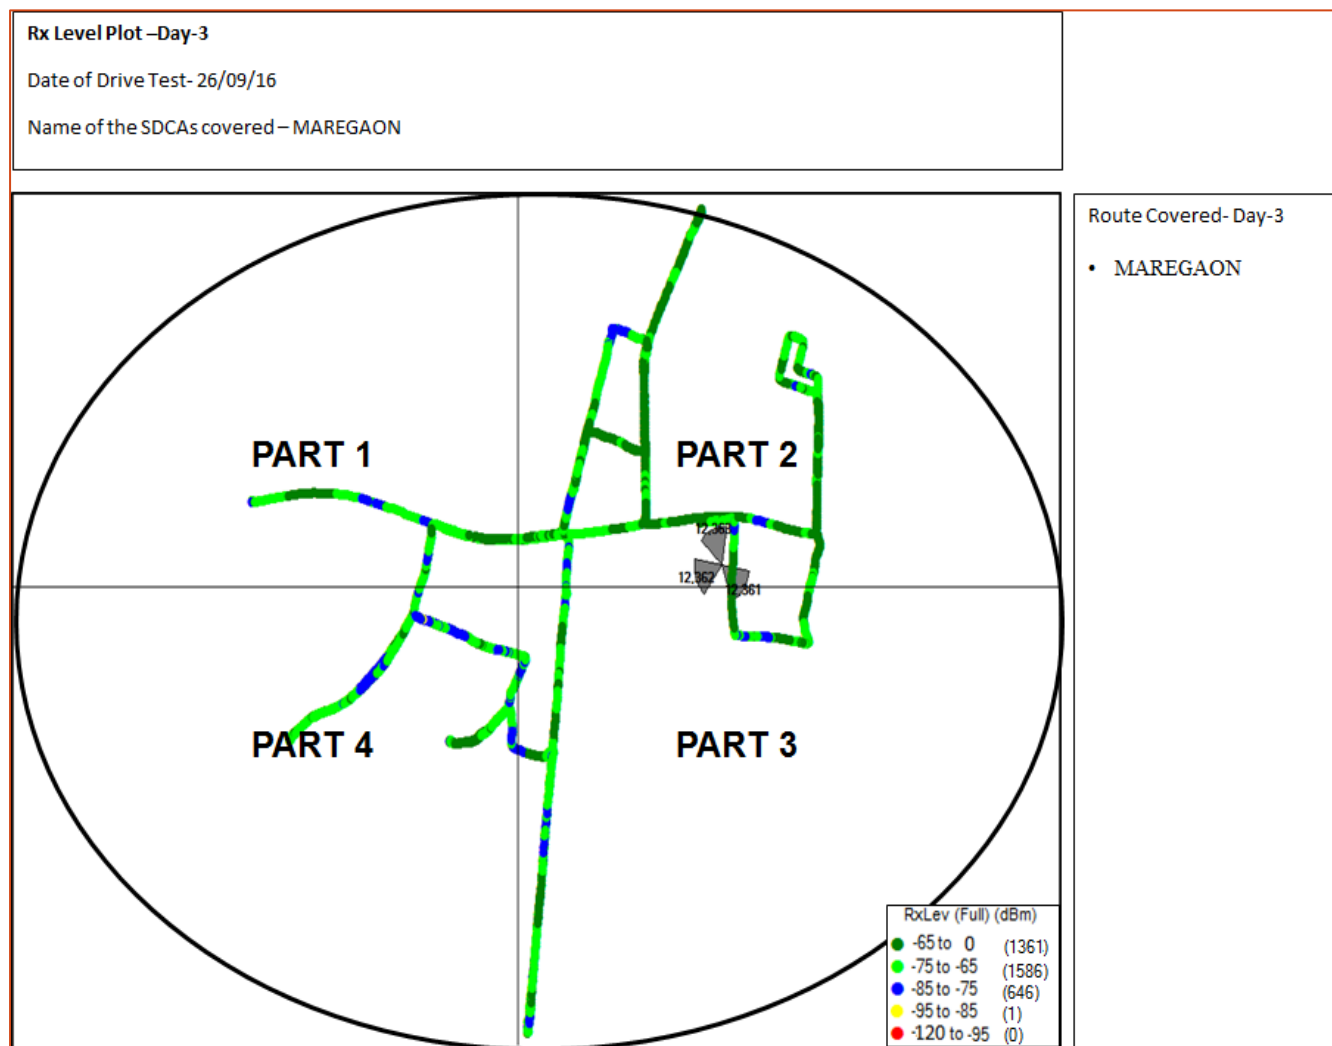 Rx Level Plot –Day-3
Date of Drive Test- 26/09/16
Name of the SDCAs covered – MAREGAON
Route Covered- Day-3
• MAREGAON
PART 1
PART 2
12,363
12,362
12,361
PART 4
PART 3
RxLev (Full) (dBm)
-65 to 0 (1361)
-75 to -65 (1586)
-85 to -75 (646)
-95 to -85 (1)
-120 to -95 (0)